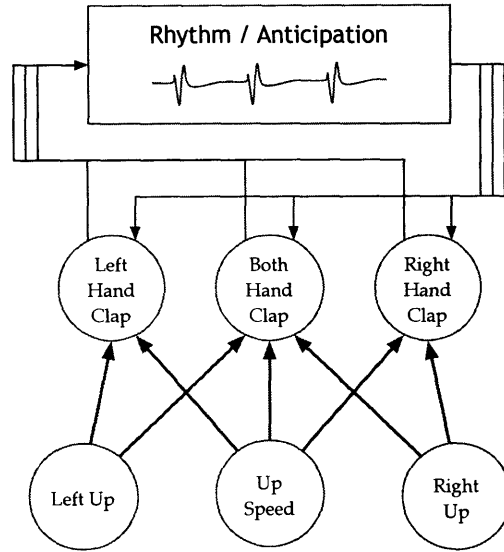 Rhythm / Anticipation
Left
Hand
Clap
Both
Hand
Clap
Right
Hand
Clap
Left Up
Up
Speed
Right
Up